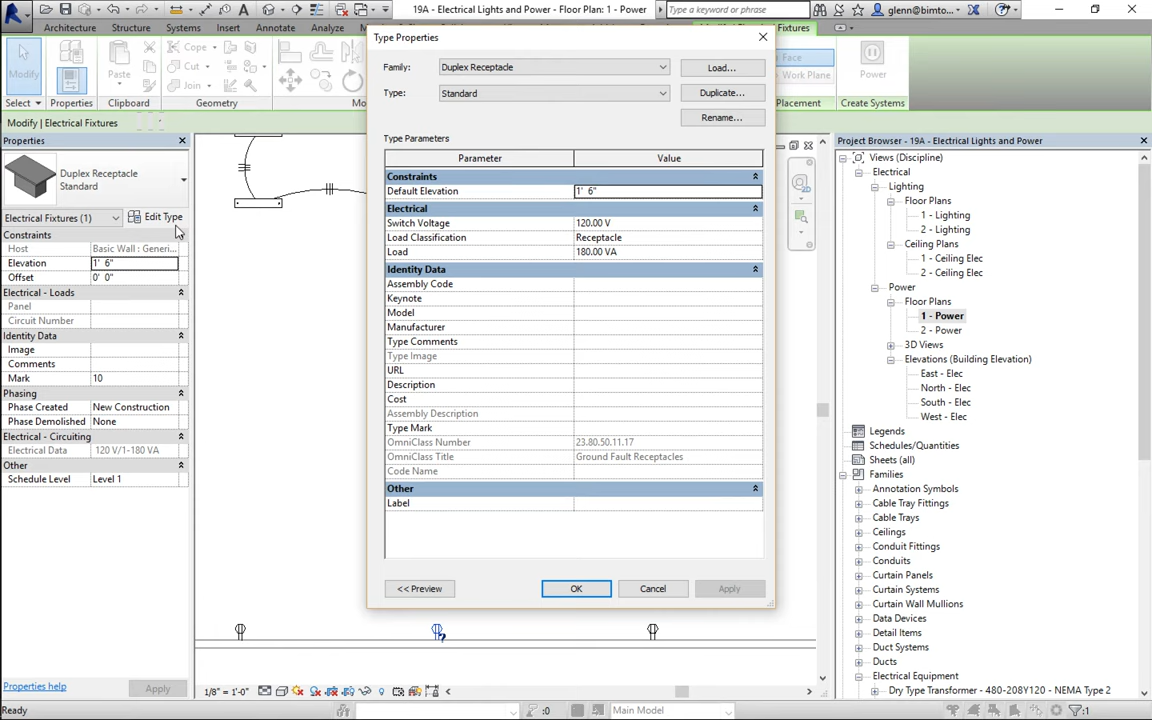 19A - Electrical Lights and Power - Floor Plan: 1 - Power
Type a keyword or phrase
glenn@bimto...
Architecture Structure Systems Insert Annotate Analyze
Fixtures
Modify
Select
Properties
Paste
Clipboard
Cope
Cut
Join
Geometry
Face
Work Plane
Placement
Power
Create Systems
Modify | Electrical Fixtures
Properties
Duplex Receptacle
Standard
Electrical Fixtures (1)
Edit Type
Constraints
Host Basic Wall : Generi...
Elevation 1' 6"
Offset 0' 0"
Electrical - Loads
Panel
Circuit Number
Identity Data
Image
Comments
Mark 10
Phasing
Phase Created New Construction
Phase Demolished None
Electrical - Circuiting
Electrical Data 120 V/1-180 VA
Other
Schedule Level Level 1
Properties help
Apply
Type Properties
Family: Duplex Receptacle Load...
Type: Standard Duplicate...
Rename...
Type Parameters
Parameter Value
Constraints
Default Elevation 1' 6"
Electrical
Switch Voltage 120.00 V
Load Classification Receptacle
Load 180.00 VA
Identity Data
Assembly Code
Keynote
Model
Manufacturer
Type Comments
Type Image
URL
Description
Cost
Assembly Description
Type Mark
OmniClass Number 23.80.50.11.17
OmniClass Title Ground Fault Receptacles
Code Name
Other
Label
<< Preview OK Cancel Apply
Project Browser - 19A - Electrical Lights and Power
Views (Discipline)
Electrical
Lighting
Floor Plans
1 - Lighting
2 - Lighting
Ceiling Plans
1 - Ceiling Elec
2 - Ceiling Elec
Power
Floor Plans
1 - Power
2 - Power
3D Views
Elevations (Building Elevation)
East - Elec
North - Elec
South - Elec
West - Elec
Legends
Schedules/Quantities
Sheets (all)
Families
Annotation Symbols
Cable Tray Fittings
Cable Trays
Ceilings
Conduit Fittings
Conduits
Curtain Panels
Curtain Systems
Curtain Wall Mullions
Data Devices
Detail Items
Duct Systems
Ducts
Electrical Equipment
Dry Type Transformer - 480-208Y120 - NEMA Type 2
1/8" = 1'-0"
Ready
:0
Main Model
:1